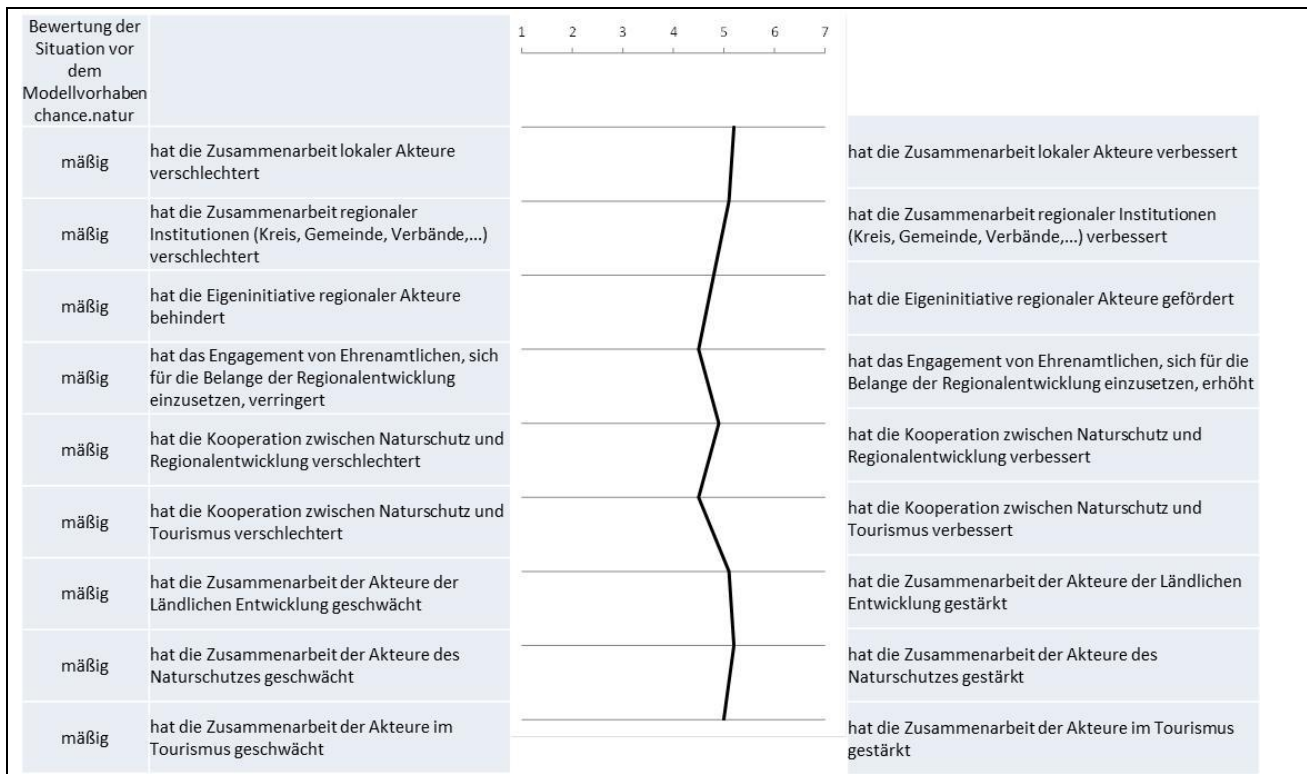 Bewertung der
Situation vor
dem
Modellvorhaben
chance.natur
1 2 3 4 5 6 7
mäßig
hat die Zusammenarbeit lokaler Akteure
verschlechtert
hat die Zusammenarbeit lokaler Akteure verbessert
mäßig
hat die Zusammenarbeit regionaler
Institutionen (Kreis, Gemeinde, Verbände,...)
verschlechtert
hat die Zusammenarbeit regionaler Institutionen
(Kreis, Gemeinde, Verbände,...) verbessert
mäßig
hat die Eigeninitiative regionaler Akteure
behindert
hat die Eigeninitiative regionaler Akteure gefördert
mäßig
hat das Engagement von Ehrenamtlichen, sich
für die Belange der Regionalentwicklung
einzusetzen, verringert
hat das Engagement von Ehrenamtlichen, sich für die
Belange der Regionalentwicklung einzusetzen, erhöht
mäßig
hat die Kooperation zwischen Naturschutz und
Regionalentwicklung verschlechtert
hat die Kooperation zwischen Naturschutz und
Regionalentwicklung verbessert
mäßig
hat die Kooperation zwischen Naturschutz und
Tourismus verschlechtert
hat die Kooperation zwischen Naturschutz und
Tourismus verbessert
mäßig
hat die Zusammenarbeit der Akteure der
Ländlichen Entwicklung geschwächt
hat die Zusammenarbeit der Akteure der Ländlichen
Entwicklung gestärkt
mäßig
hat die Zusammenarbeit der Akteure des
Naturschutzes geschwächt
hat die Zusammenarbeit der Akteure des
Naturschutzes gestärkt
mäßig
hat die Zusammenarbeit der Akteure im
Tourismus geschwächt
hat die Zusammenarbeit der Akteure im Tourismus
gestärkt